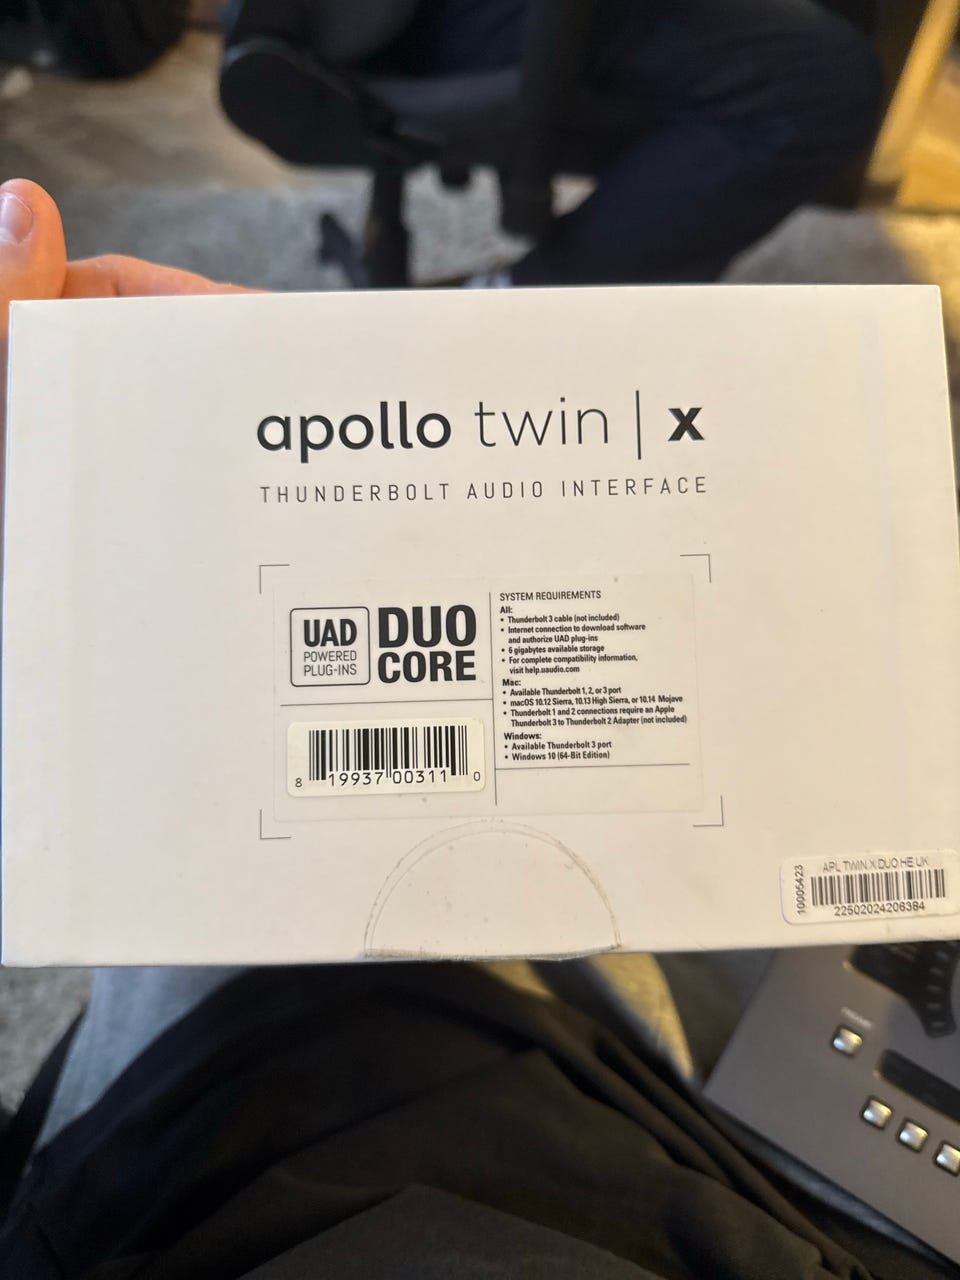 apollo twin | x
THUNDERBOLT AUDIO INTERFACE
UAD
POWERED
PLUG-INS
DUO
CORE
8 19937 00311 0
SYSTEM REQUIREMENTS
All:
• Thunderbolt 3 cable (not included)
• Internet connection to download software
and authorize UAD plug-ins
• 6 gigabytes available storage
• For complete compatibility information,
visit help.uaudio.com
Mac:
• Available Thunderbolt 1, 2, or 3 port
• macOS 10.12 Sierra, 10.13 High Sierra, or 10.14 Mojave
• Thunderbolt 1 and 2 connections require an Apple
Thunderbolt 3 to Thunderbolt 2 Adapter (not included)
Windows:
• Available Thunderbolt 3 port
• Windows 10 (64-Bit Edition)
10005423
APL TWIN X DUO HE UK
22502024206384
PREAMP